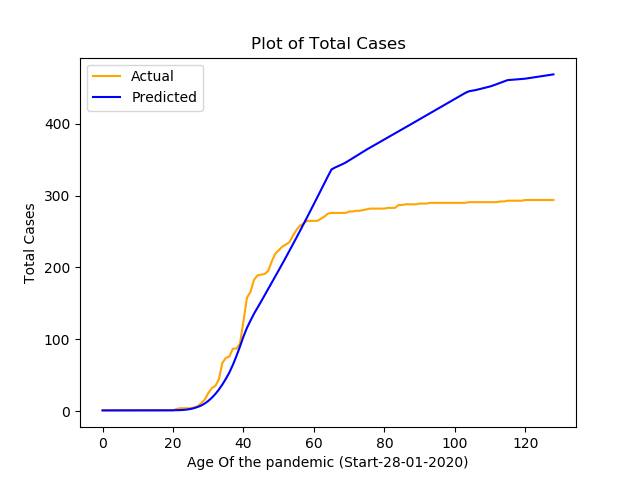 Plot of Total Cases
Actual
Predicted
Total Cases
400
300
200
100
0
0 20 40 60 80 100 120
Age Of the pandemic (Start-28-01-2020)